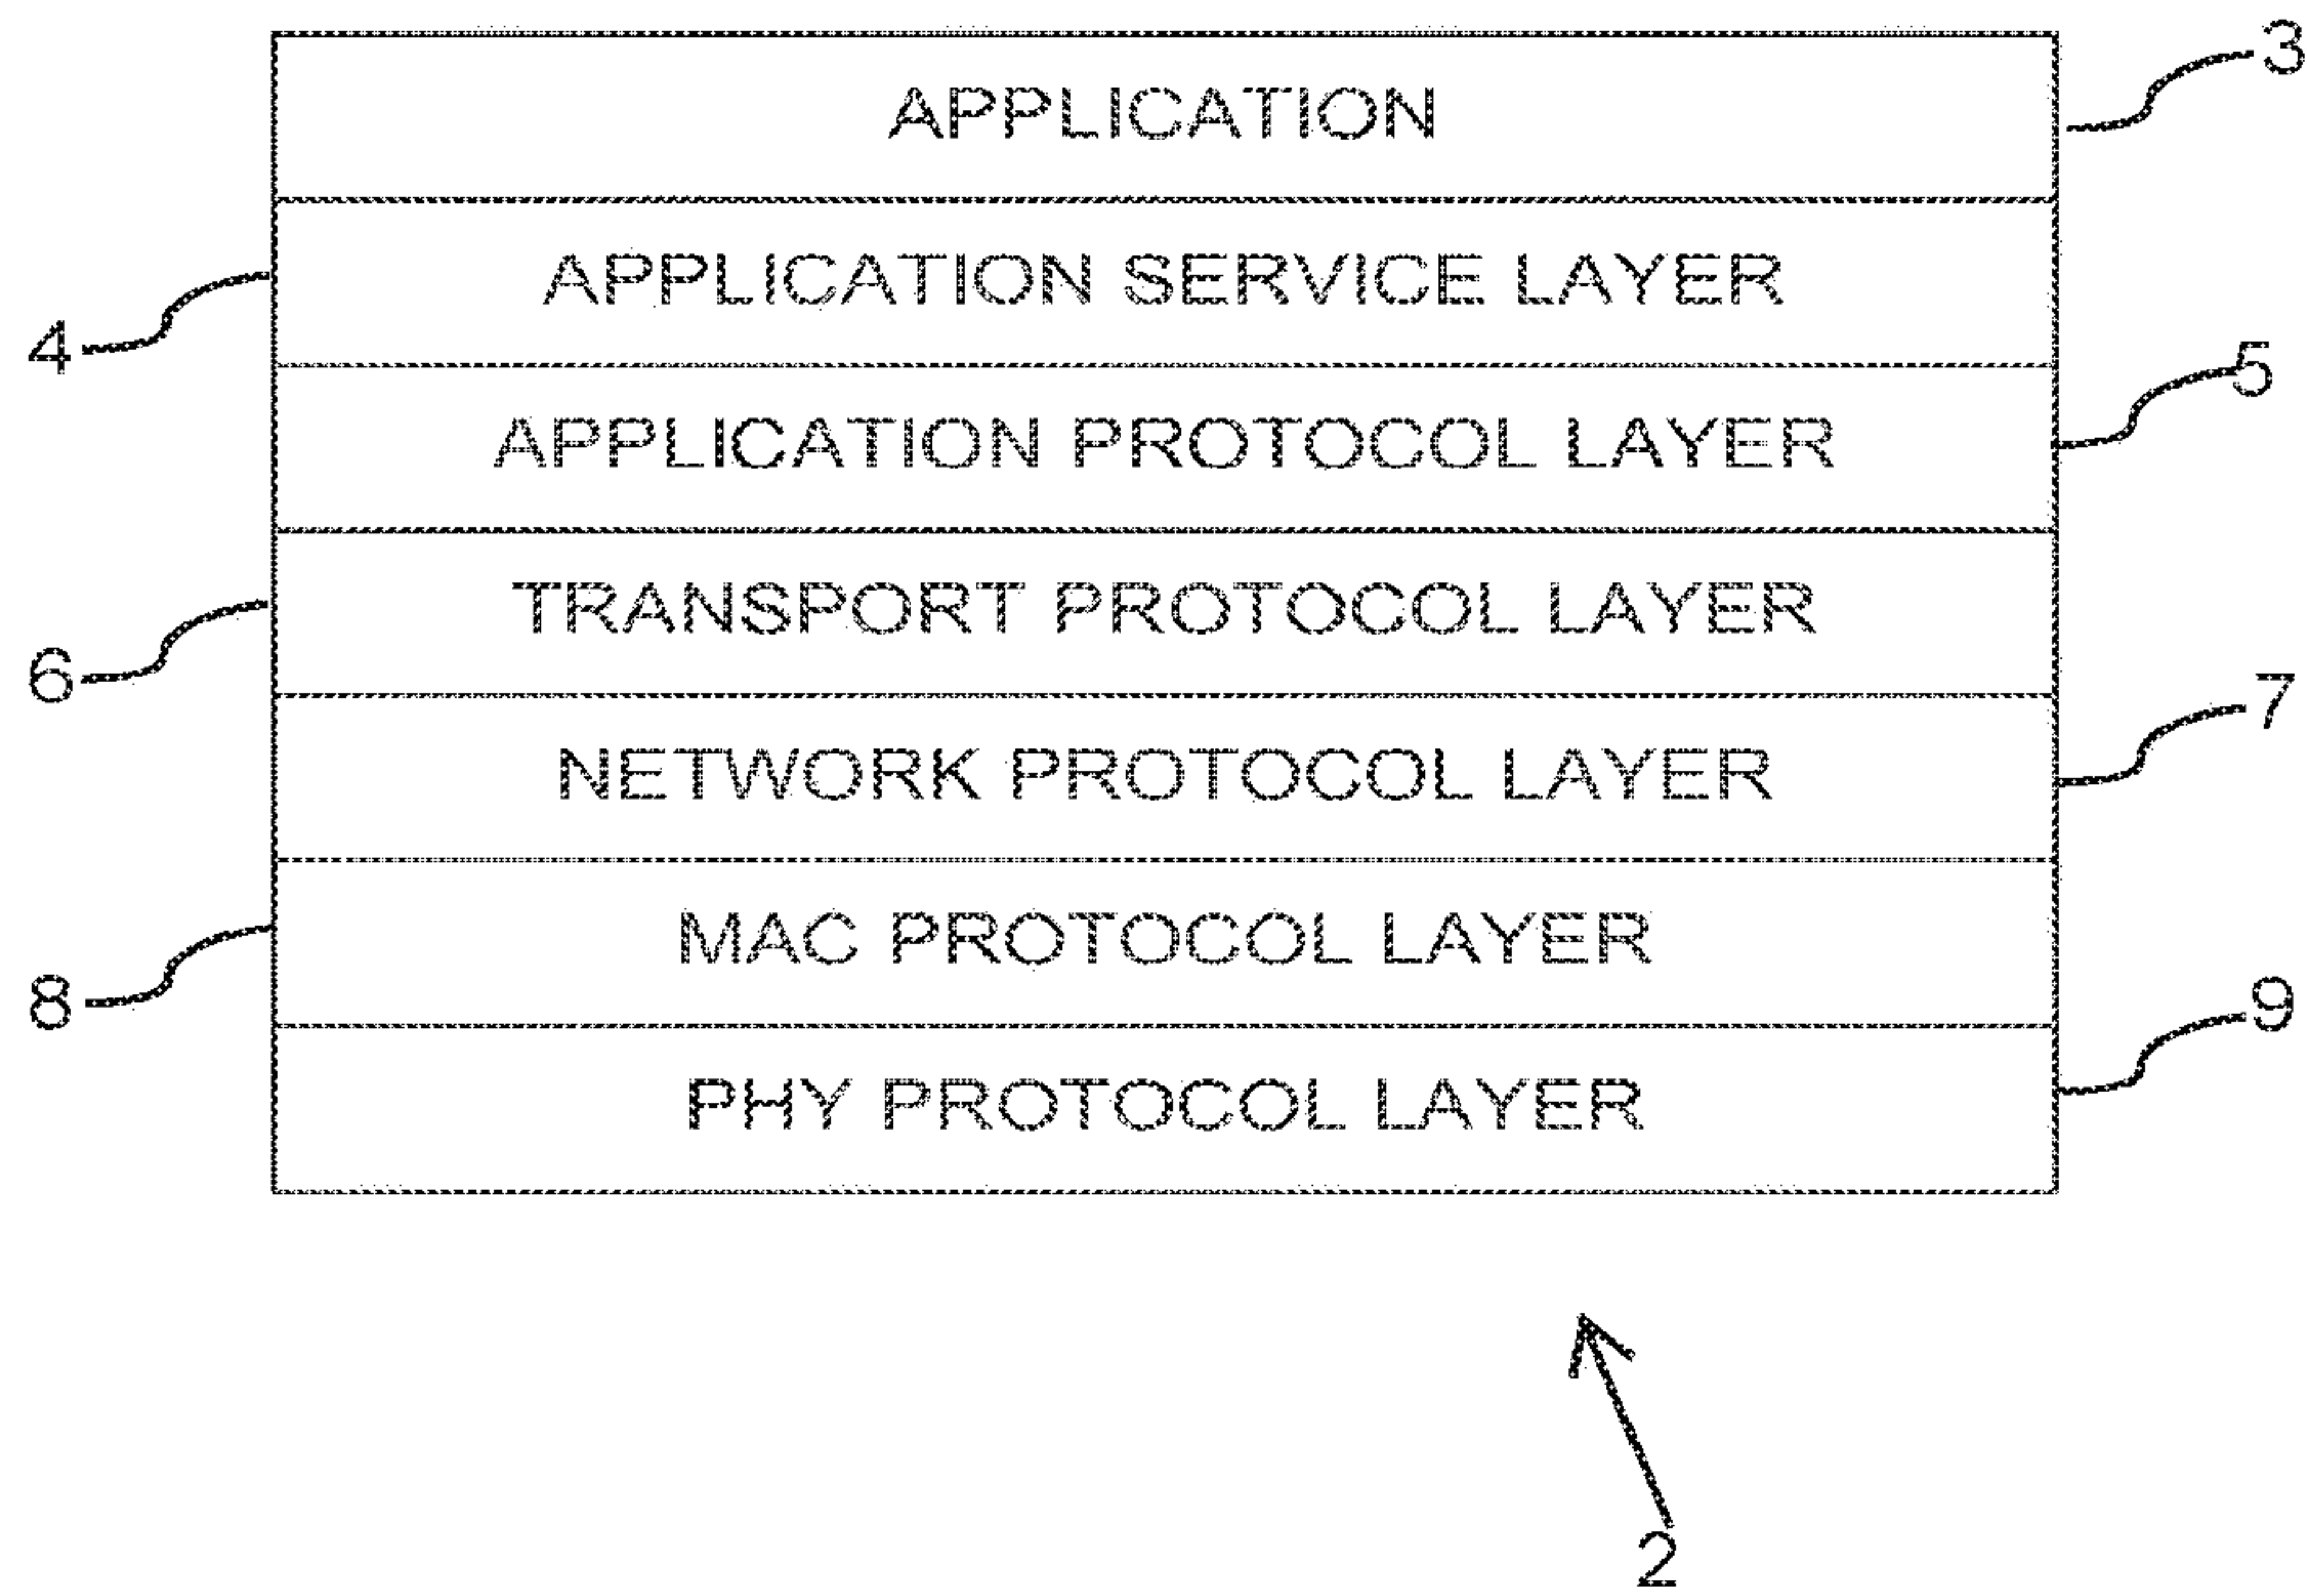 APPLICATION
3
APPLICATION SERVICE LAYER
4
APPLICATION PROTOCOL LAYER
5
TRANSPORT PROTOCOL LAYER
6
NETWORK PROTOCOL LAYER
7
MAC PROTOCOL LAYER
8
PHY PROTOCOL LAYER
9
2